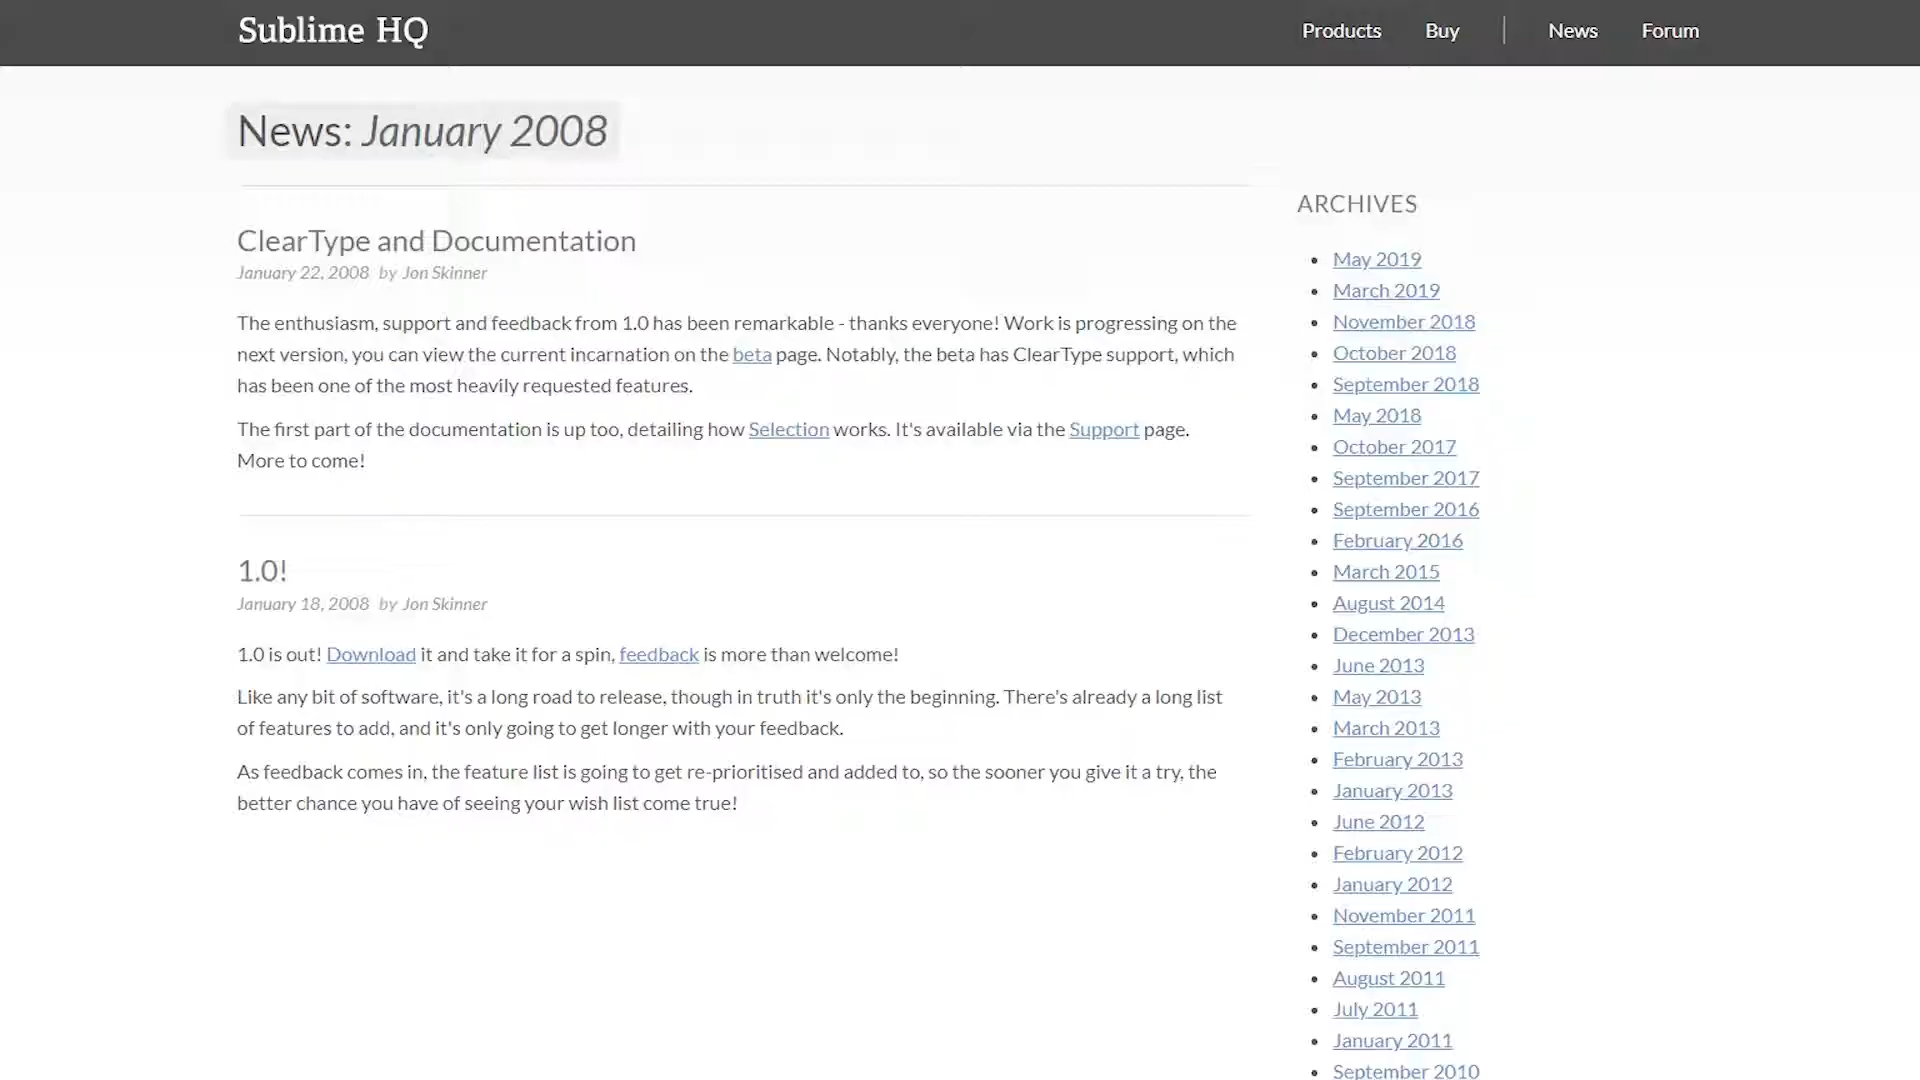 Sublime HQ
Products Buy News Forum
News: January 2008
ClearType and Documentation
January 22, 2008 by Jon Skinner
The enthusiasm, support and feedback from 1.0 has been remarkable - thanks everyone! Work is progressing on the
next version, you can view the current incarnation on the beta page. Notably, the beta has ClearType support, which
has been one of the most heavily requested features.
The first part of the documentation is up too, detailing how Selection works. It's available via the Support page.
More to come!
1.0!
January 18, 2008 by Jon Skinner
1.0 is out! Download it and take it for a spin, feedback is more than welcome!
Like any bit of software, it's a long road to release, though in truth it's only the beginning. There's already a long list
of features to add, and it's only going to get longer with your feedback.
As feedback comes in, the feature list is going to get re-prioritised and added to, so the sooner you give it a try, the
better chance you have of seeing your wish list come true!
ARCHIVES
May 2019
March 2019
November 2018
October 2018
September 2018
May 2018
October 2017
September 2017
September 2016
February 2016
March 2015
August 2014
December 2013
June 2013
May 2013
March 2013
February 2013
January 2013
June 2012
February 2012
January 2012
November 2011
September 2011
August 2011
July 2011
January 2011
September 2010